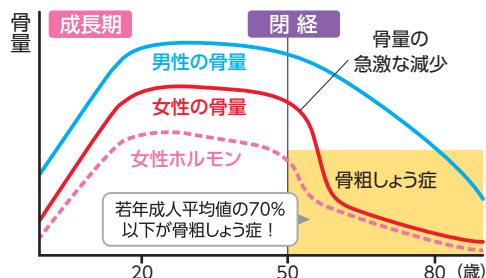 骨量
成長期
閉経
骨量の
急激な減少
男性の骨量
女性の骨量
女性ホルモン
骨粗しょう症
若年成人平均値の70%
以下が骨粗しょう症！
20
50
80
(歳)